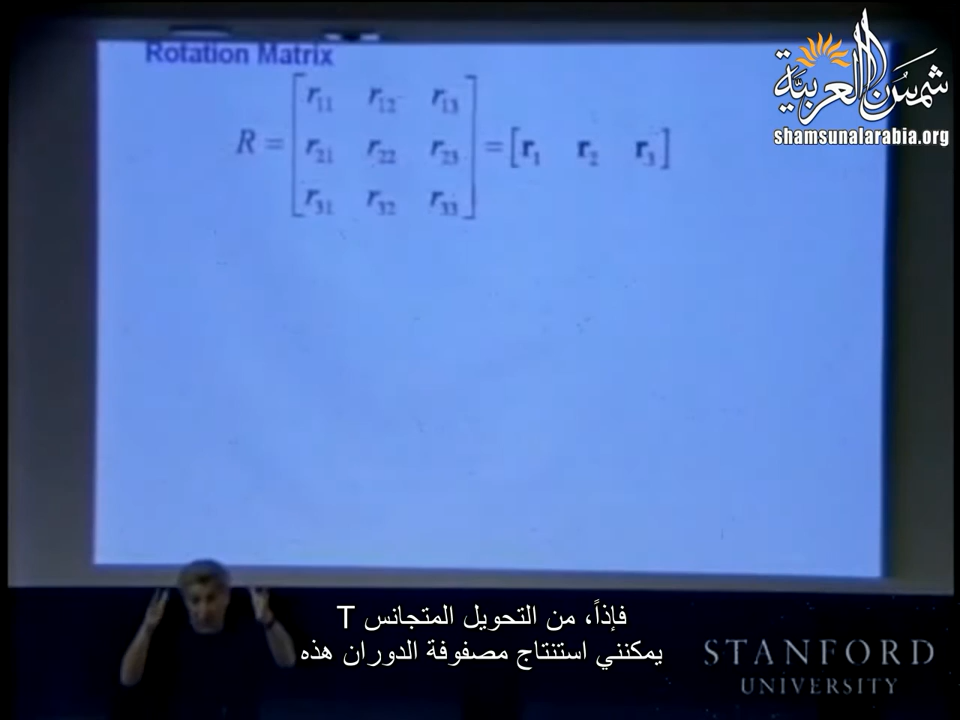 Rotation Matrix
شمس العربية
shamsunalarabia.org
r11 r12 r13
R = r21 r22 r23 = [r1 r2 r3]
r31 r32 r33
فإذاً، من التحويل المتجانس T
يمكنني استنتاج مصفوفة الدوران هذه
STANFORD
UNIVERSITY